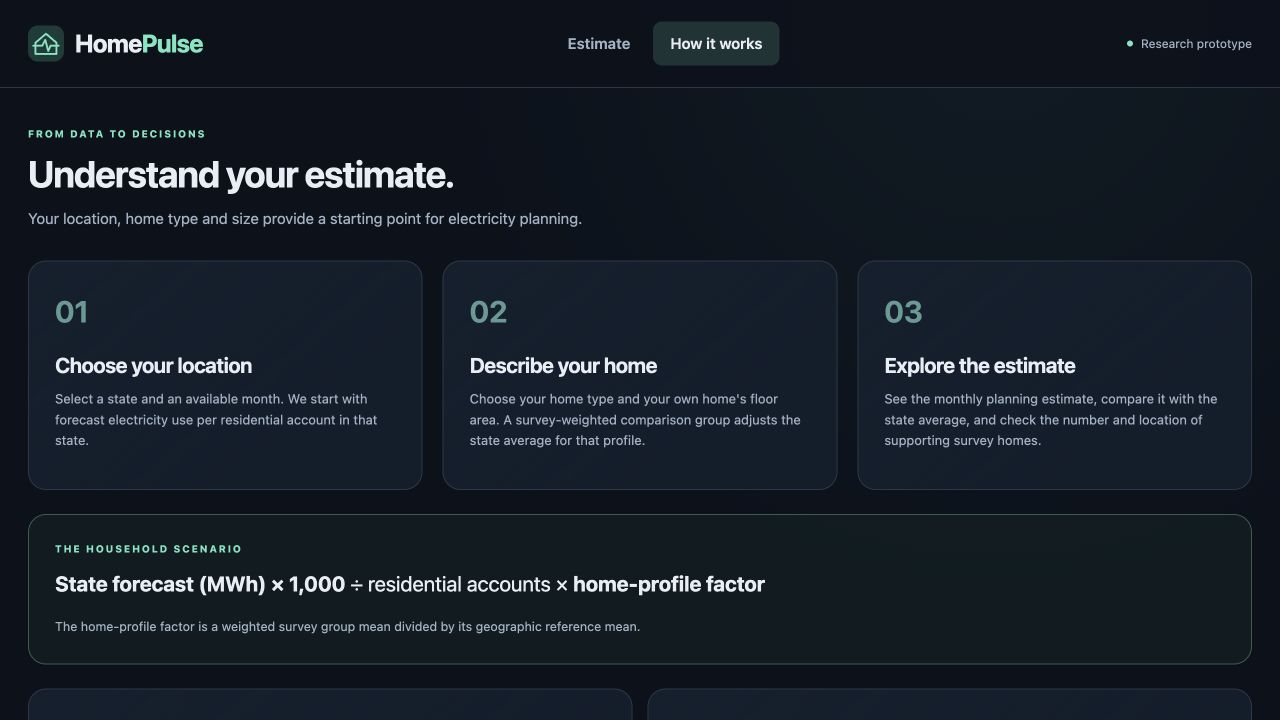 HomePulse
Estimate
How it works
Research prototype
FROM DATA TO DECISIONS
Understand your estimate.
Your location, home type and size provide a starting point for electricity planning.
01
Choose your location
Select a state and an available month. We start with
forecast electricity use per residential account in that
state.
02
Describe your home
Choose your home type and your own home's floor
area. A survey-weighted comparison group adjusts the
state average for that profile.
03
Explore the estimate
See the monthly planning estimate, compare it with the
state average, and check the number and location of
supporting survey homes.
THE HOUSEHOLD SCENARIO
State forecast (MWh) × 1,000 ÷ residential accounts × home-profile factor
The home-profile factor is a weighted survey group mean divided by its geographic reference mean.